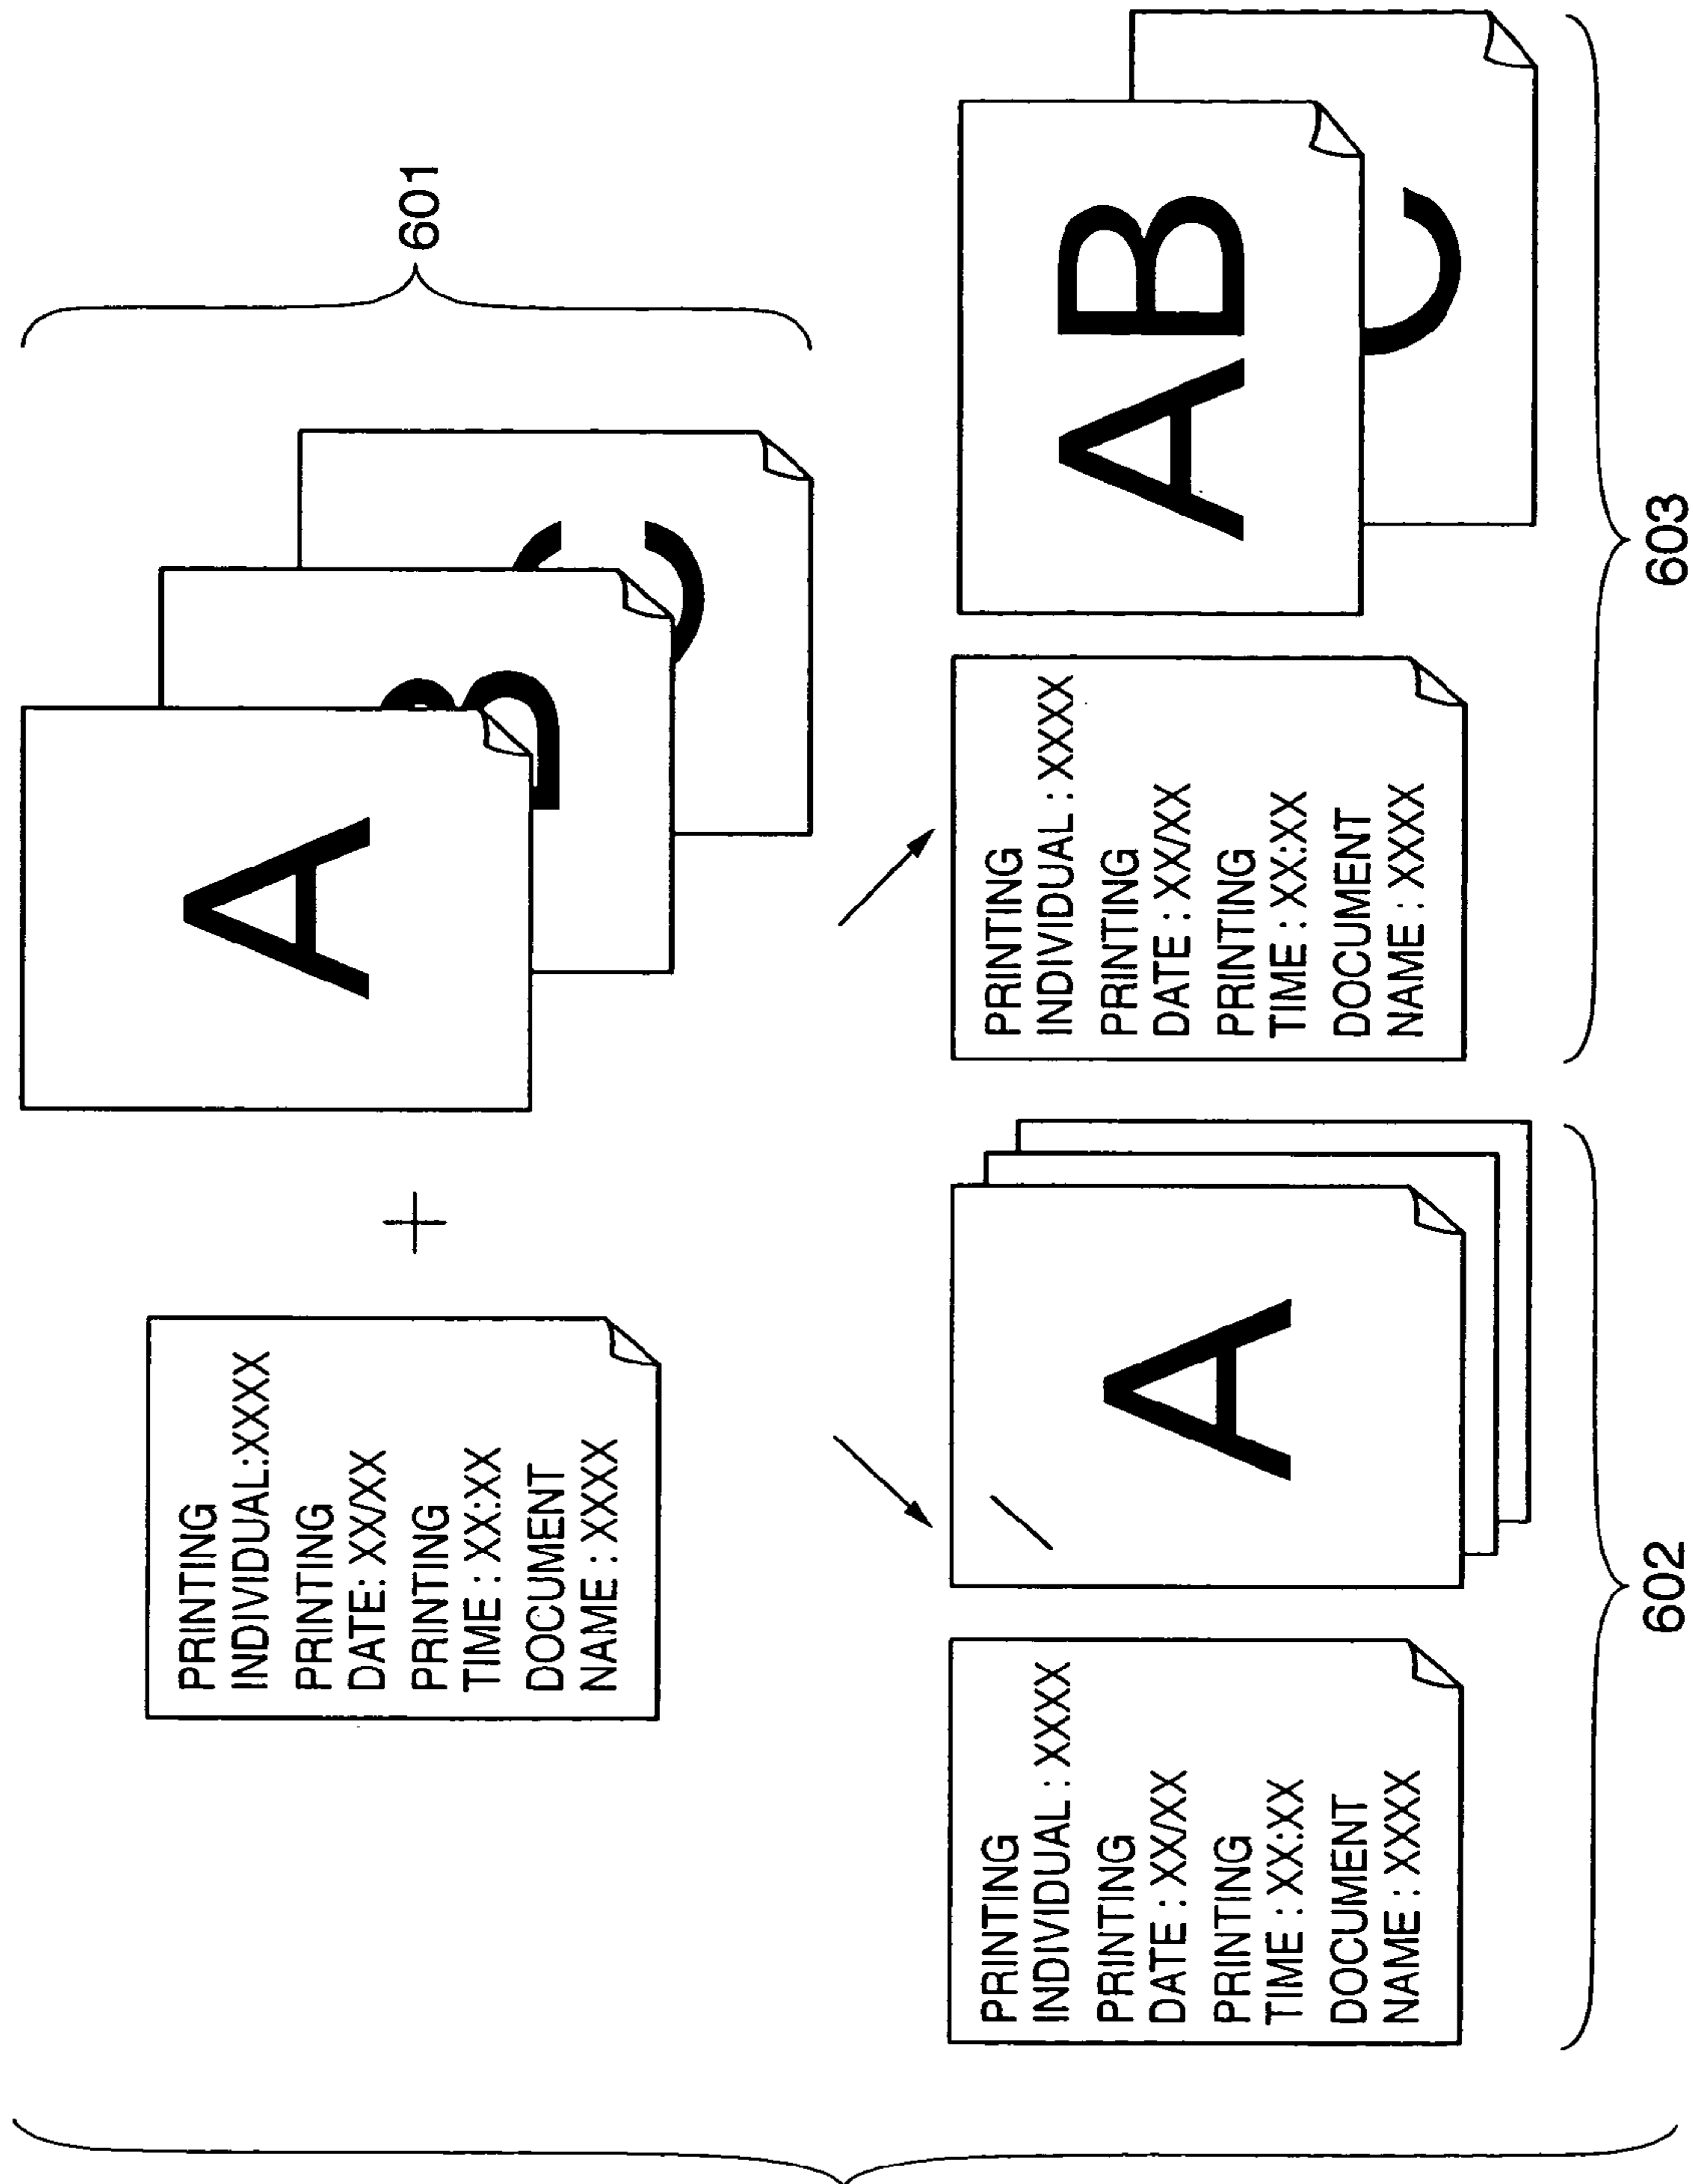 PRINTING
INDIVIDUAL:XXXX
PRINTING
DATE: XX/XX
PRINTING
TIME : XX:XX
DOCUMENT
NAME : XXXX
+
A
B
C
601
PRINTING
INDIVIDUAL : XXXX
PRINTING
DATE : XX/XX
PRINTING
TIME : XX:XX
DOCUMENT
NAME : XXXX
A
602
PRINTING
INDIVIDUAL : XXXX
PRINTING
DATE : XX/XX
PRINTING
TIME : XX:XX
DOCUMENT
NAME : XXXX
AB
C
603